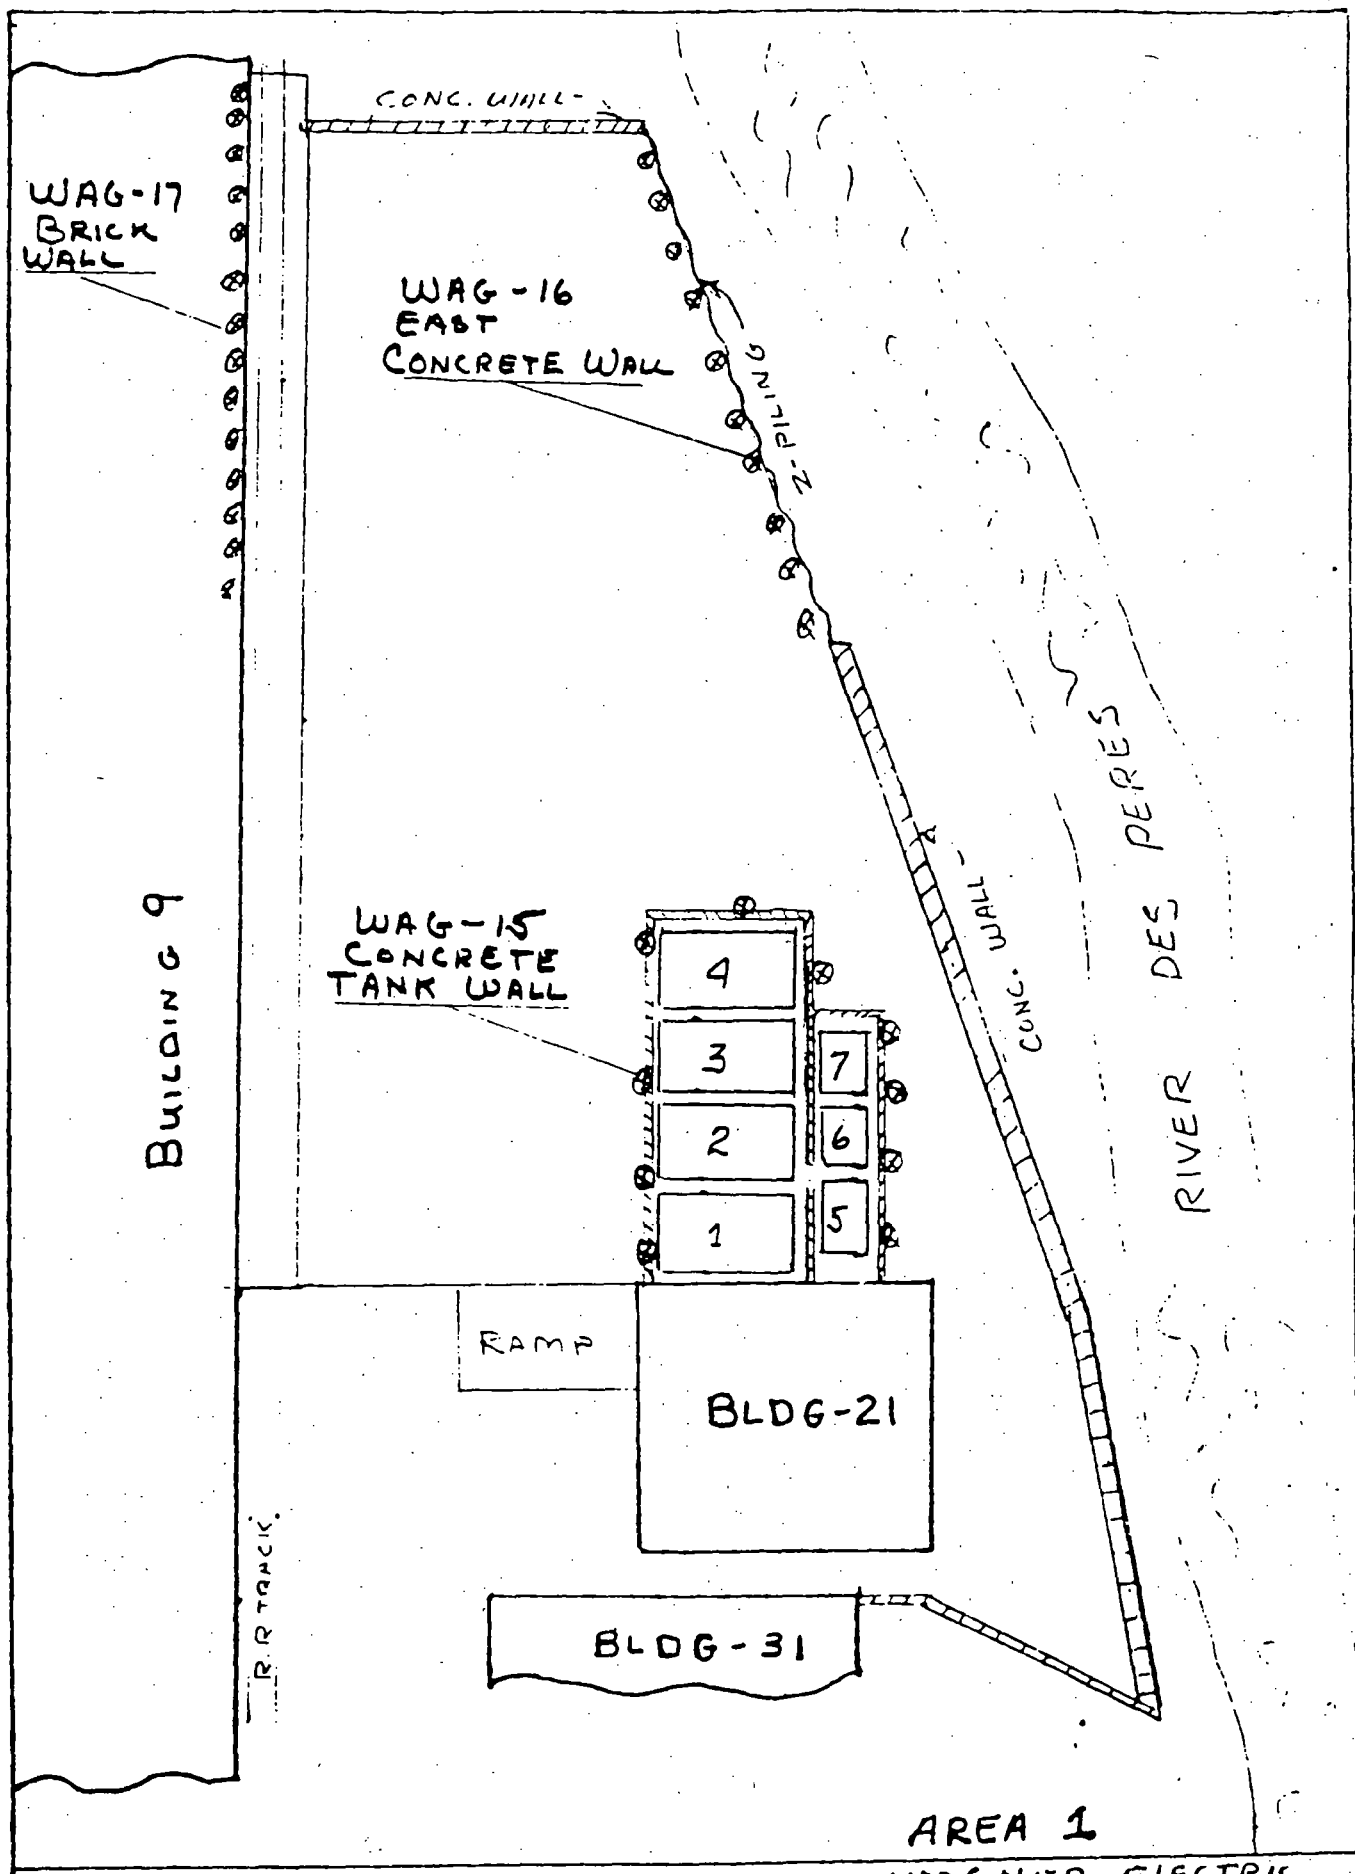 CONC. WALL-
WAG-17
BRICK
WALL
WAG-16
EAST
CONCRETE WALL
Z-PILING
RIVER DES PERES
CONC. WALL-
BUILDING 9
WAG-15
CONCRETE
TANK WALL
4
3
7
2
6
1
5
RAMP
BLDG-21
R.R TRACK.
BLDG-31
AREA 1
ELECTRIC